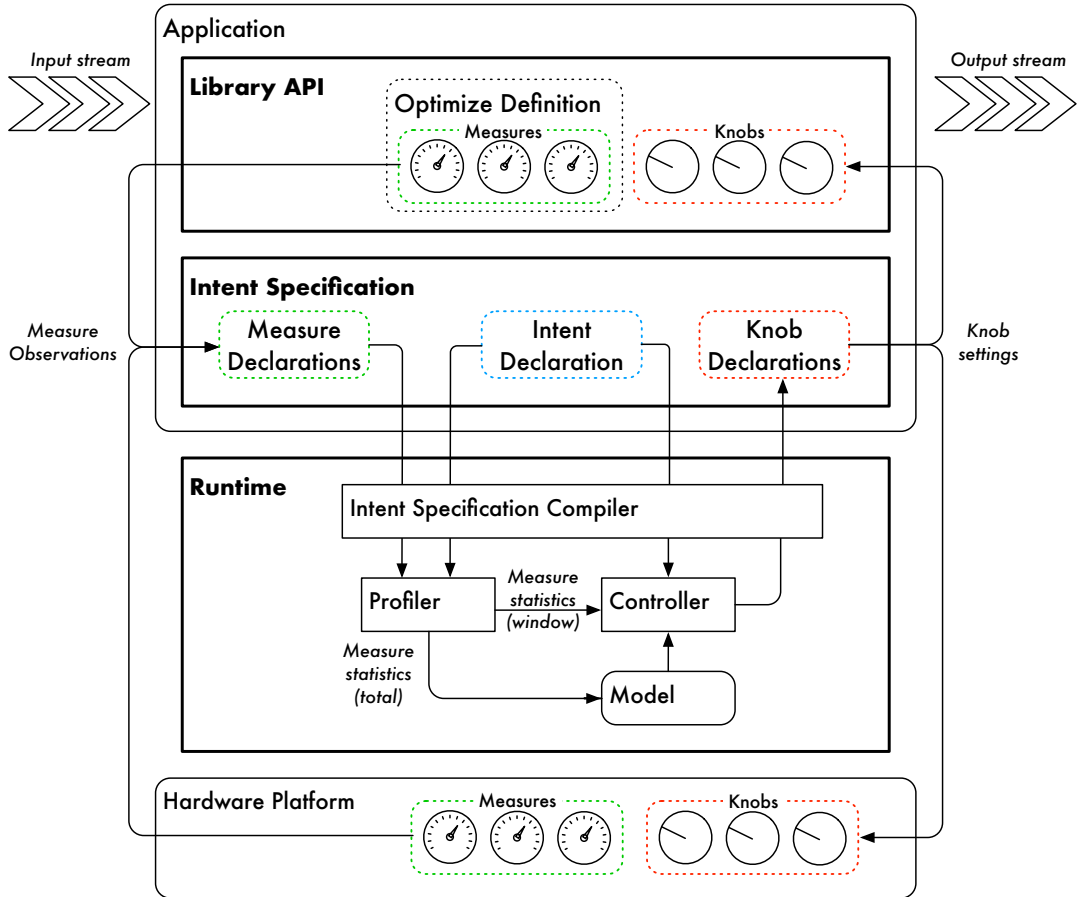 Application
Input stream
Output stream
Library API
Optimize Definition
Measures
Knobs
Intent Specification
Measure
Declarations
Intent
Declaration
Knob
Declarations
Measure
Observations
Knob
settings
Runtime
Intent Specification Compiler
Profiler
Measure
statistics
(window)
Controller
Measure
statistics
(total)
Model
Hardware Platform
Measures
Knobs